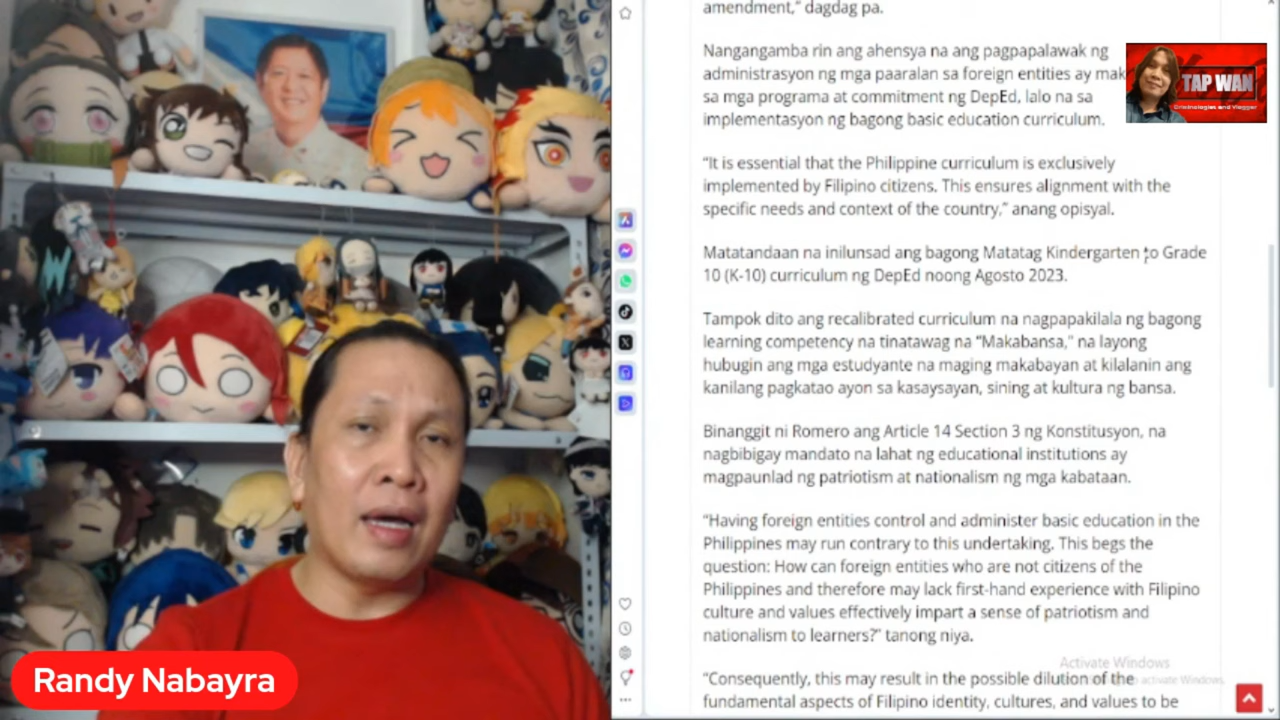 amendment," dagdag pa.
Nangangamba rin ang ahensya na ang pagpapalawak ng
administrasyon ng mga paaralan sa foreign entities ay
sa mga programa at commitment ng DepEd, lalo na sa
implementasyon ng bagong basic education curriculum.
TAP WAN
Criminologist and Vlogger
"It is essential that the Philippine curriculum is exclusively
implemented by Filipino citizens. This ensures alignment with the
specific needs and context of the country," anang opisyal.
Matatandaan na inilunsad ang bagong Matatag Kindergarten to Grade
10 (K-10) curriculum ng DepEd noong Agosto 2023.
Tampok dito ang recalibrated curriculum na nagpapakilala ng bagong
learning competency na tinatawag na "Makabansa," na layong
hubugin ang mga estudyante na maging makabayan at kilalanin ang
kanilang pagkatao ayon sa kasaysayan, sining at kultura ng bansa.
Binanggit ni Romero ang Article 14 Section 3 ng Konstitusyon, na
nagbibigay mandato na lahat ng educational institutions ay
magpaunlad ng patriotism at nationalism ng mga kabataan.
"Having foreign entities control and administer basic education in the
Philippines may run contrary to this undertaking. This begs the
question: How can foreign entities who are not citizens of the
Philippines and therefore may lack first-hand experience with Filipino
culture and values effectively impart a sense of patriotism and
nationalism to learners?" tanong niya.
"Consequently, this may result in the possible dilution of the
fundamental aspects of Filipino identity, cultures, and values to be
Activate Windows
to activate Windows.
Randy Nabayra